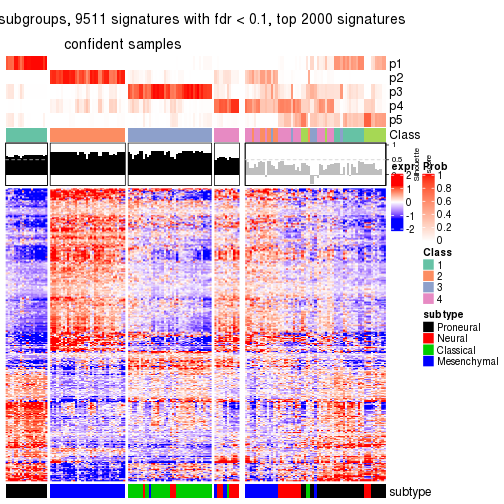 subgroups, 9511 signatures with fdr < 0.1, top 2000 signatures
confident samples
p1
p2
p3
p4
p5
Class
1
0.5
0
Silhouette
score
expr
2
1
0
-1
-2
Prob
1
0.8
0.6
0.4
0.2
0
Class
1
2
3
4
subtype
Proneural
Neural
Classical
Mesenchymal
subtype